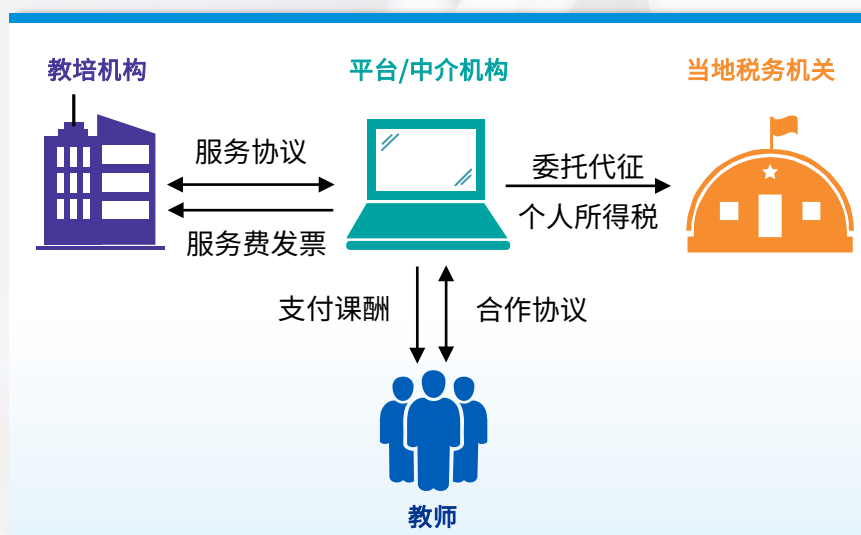 教培机构
平台/中介机构
当地税务机关
服务协议
委托代征
服务费发票
个人所得税
支付课酬
合作协议
教师